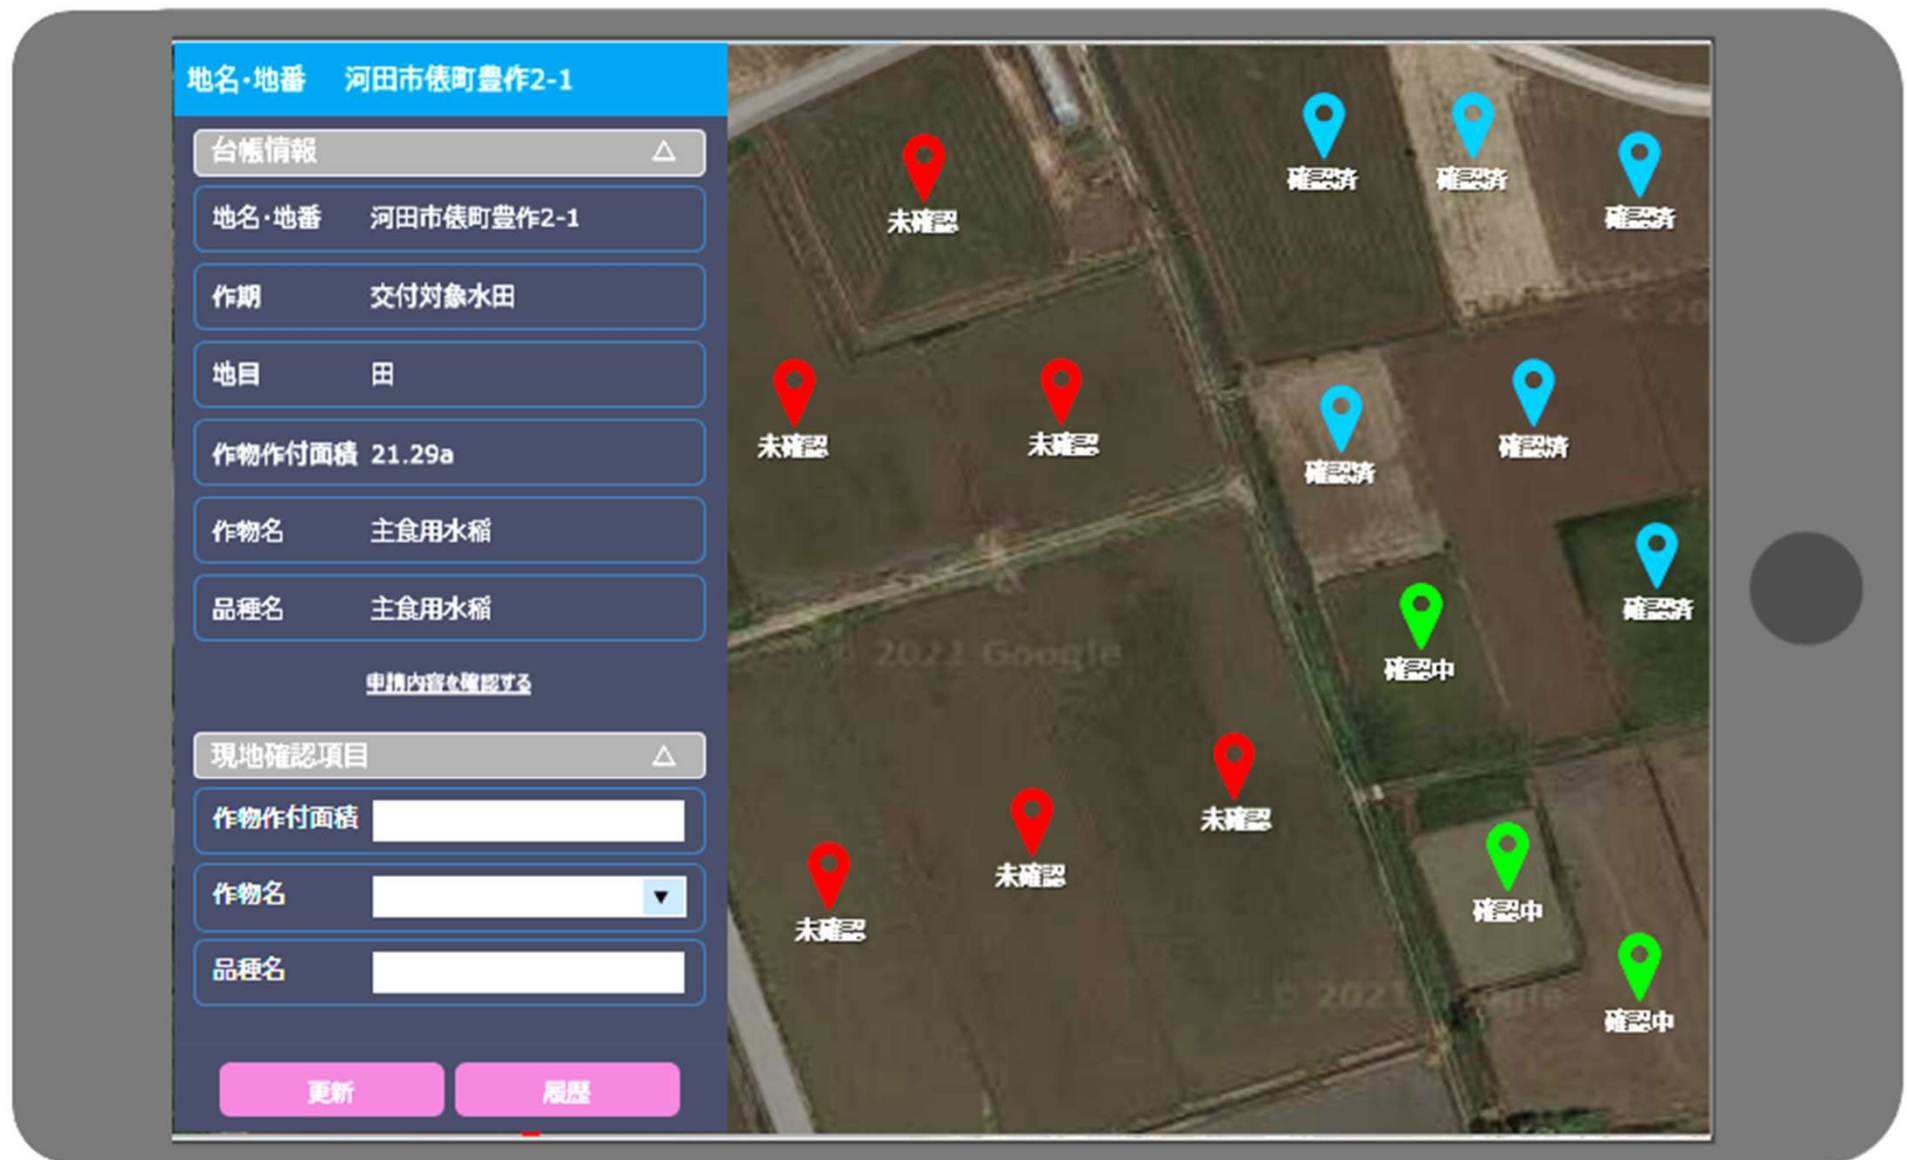 地名・地番 河田市俵町豊作2-1
台帳情報 △
地名・地番 河田市俵町豊作2-1
作期 交付対象水田
地目 田
作物作付面積 21.29a
作物名 主食用水稲
品種名 主食用水稲
申請内容を確認する
現地確認項目 △
作物作付面積
作物名 ▼
品種名
更新 履歴
確認済
確認済
確認済
未確認
未確認
未確認
確認済
確認済
確認済
確認中
© 2021 Google
未確認
未確認
未確認
確認中
確認中
© 2021
© 20